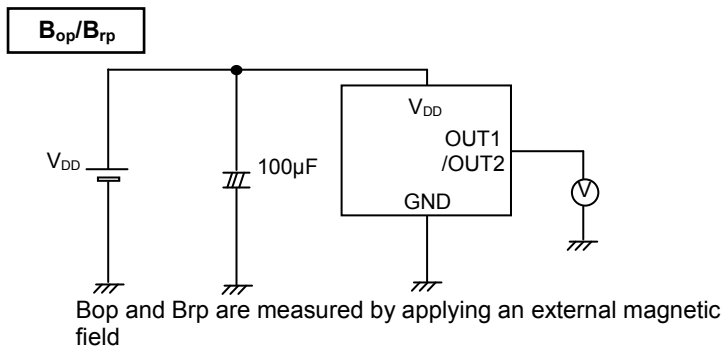 Bop/Brp
VDD
VDD
100µF
OUT1
/OUT2
GND
V
Bop and Brp are measured by applying an external magnetic
field